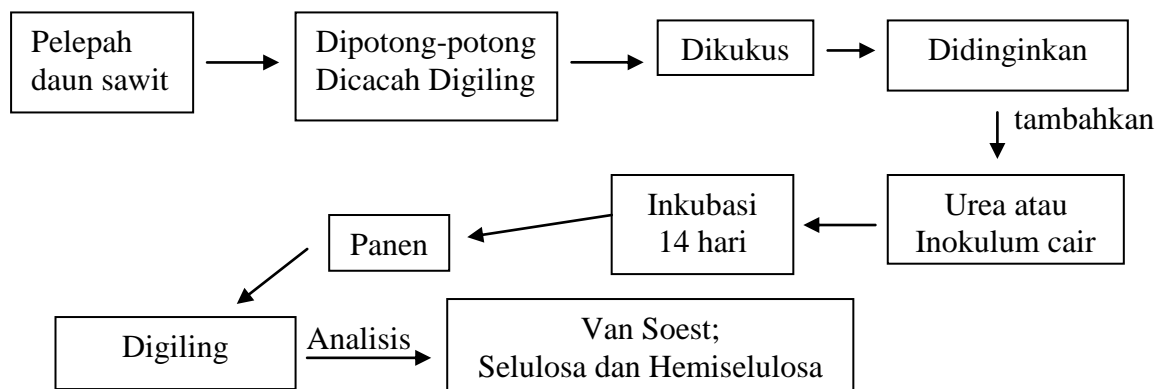 Pelepah
daun sawit
Dipotong-potong
Dicacah Digiling
Dikukus
Didinginkan
tambahkan
Urea atau
Inokulum cair
Inkubasi
14 hari
Panen
Digiling
Analisis
Van Soest;
Selulosa dan Hemiselulosa